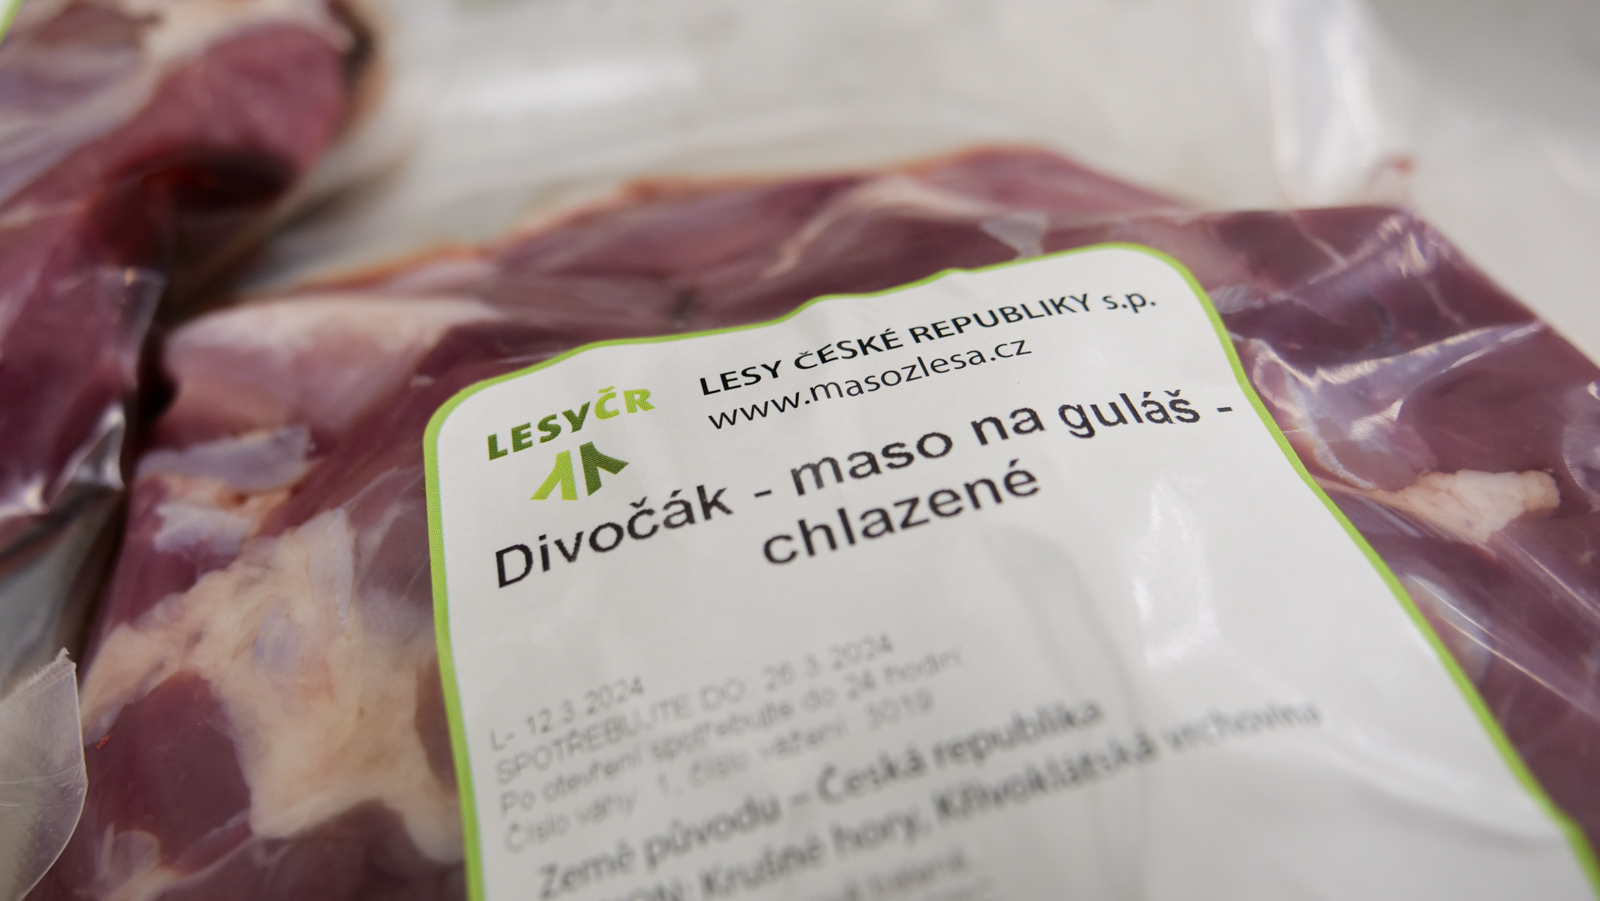 LESYČR
LESY ČESKÉ REPUBLIKY s.p.
www.masozlesa.cz
Divočák - maso na guláš -
chlazené
L- 12.3.2024
SPOTŘEBUJTE DO: 26.3.2024
Po otevření spotřebujte do 24 hodin.
Číslo váhy: 1, číslo vážení: 3019
Země původu – Česká republika
Krušné hory, Křivoklátská vrchovina
balené